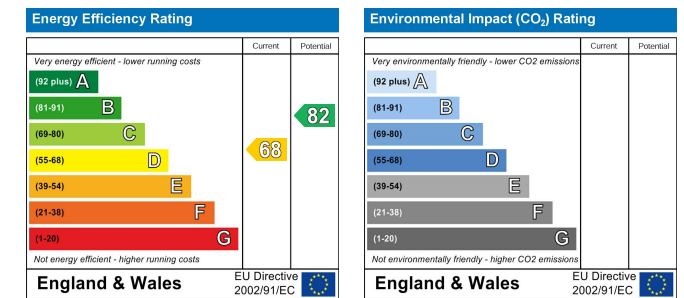 Energy Efficiency Rating
Current Potential
Very energy efficient - lower running costs
(92 plus) A
(81-91) B
82
(69-80) C
68
(55-68) D
(39-54) E
(21-38) F
(1-20) G
Not energy efficient - higher running costs
England & Wales
EU Directive
2002/91/EC
Environmental Impact (CO2) Rating
Current Potential
Very environmentally friendly - lower CO2 emissions
(92 plus) A
(81-91) B
(69-80) C
(55-68) D
(39-54) E
(21-38) F
(1-20) G
Not environmentally friendly - higher CO2 emissions
England & Wales
EU Directive
2002/91/EC